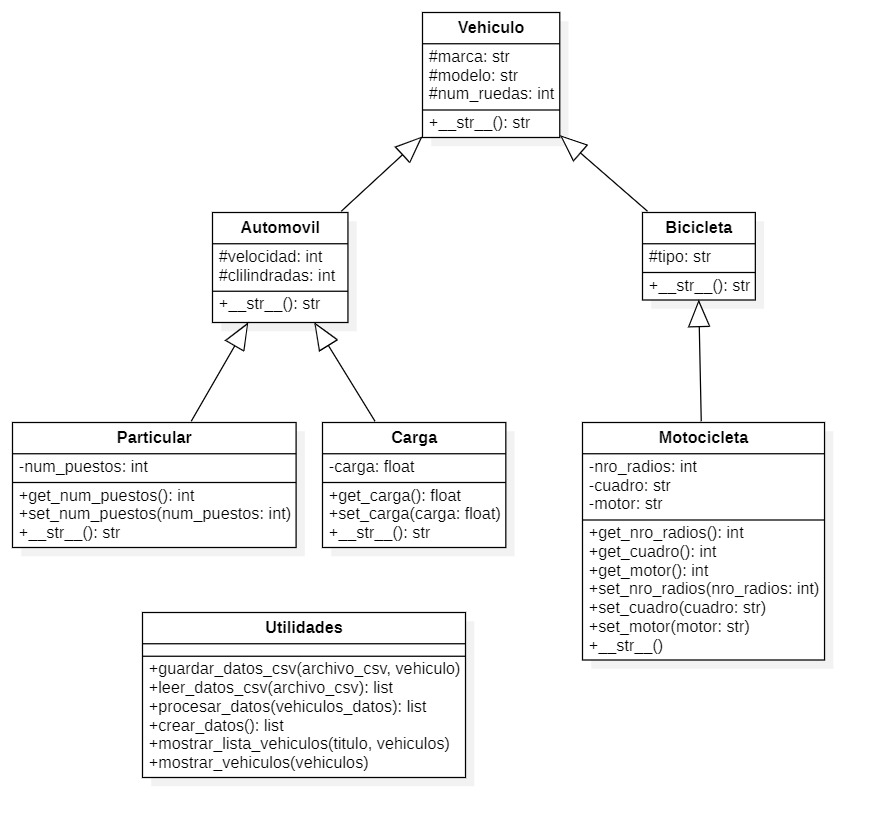 Vehiculo
#marca: str
#modelo: str
#num_ruedas: int
+__str__(): str
Automovil
#velocidad: int
#clilindradas: int
+__str__(): str
Bicicleta
#tipo: str
+__str__(): str
Particular
-num_puestos: int
+get_num_puestos(): int
+set_num_puestos(num_puestos: int)
+__str__(): str
Carga
-carga: float
+get_carga(): float
+set_carga(carga: float)
+__str__(): str
Motocicleta
-nro_radios: int
-cuadro: str
-motor: str
+get_nro_radios(): int
+get_cuadro(): int
+get_motor(): int
+set_nro_radios(nro_radios: int)
+set_cuadro(cuadro: str)
+set_motor(motor: str)
+__str__()
Utilidades
+guardar_datos_csv(archivo_csv, vehiculo)
+leer_datos_csv(archivo_csv): list
+procesar_datos(vehiculos_datos): list
+crear_datos(): list
+mostrar_lista_vehiculos(titulo, vehiculos)
+mostrar_vehiculos(vehiculos)